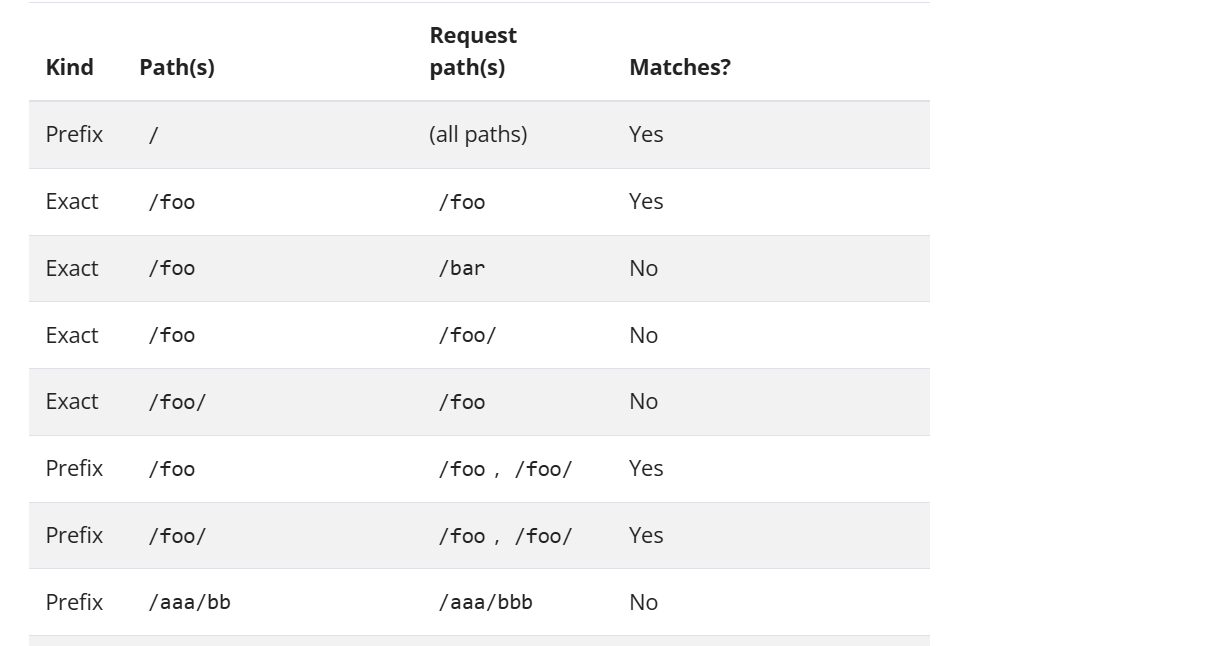 Kind Path(s) Request path(s) Matches?
Prefix / (all paths) Yes
Exact /foo /foo Yes
Exact /foo /bar No
Exact /foo /foo/ No
Exact /foo/ /foo No
Prefix /foo /foo , /foo/ Yes
Prefix /foo/ /foo , /foo/ Yes
Prefix /aaa/bb /aaa/bbb No